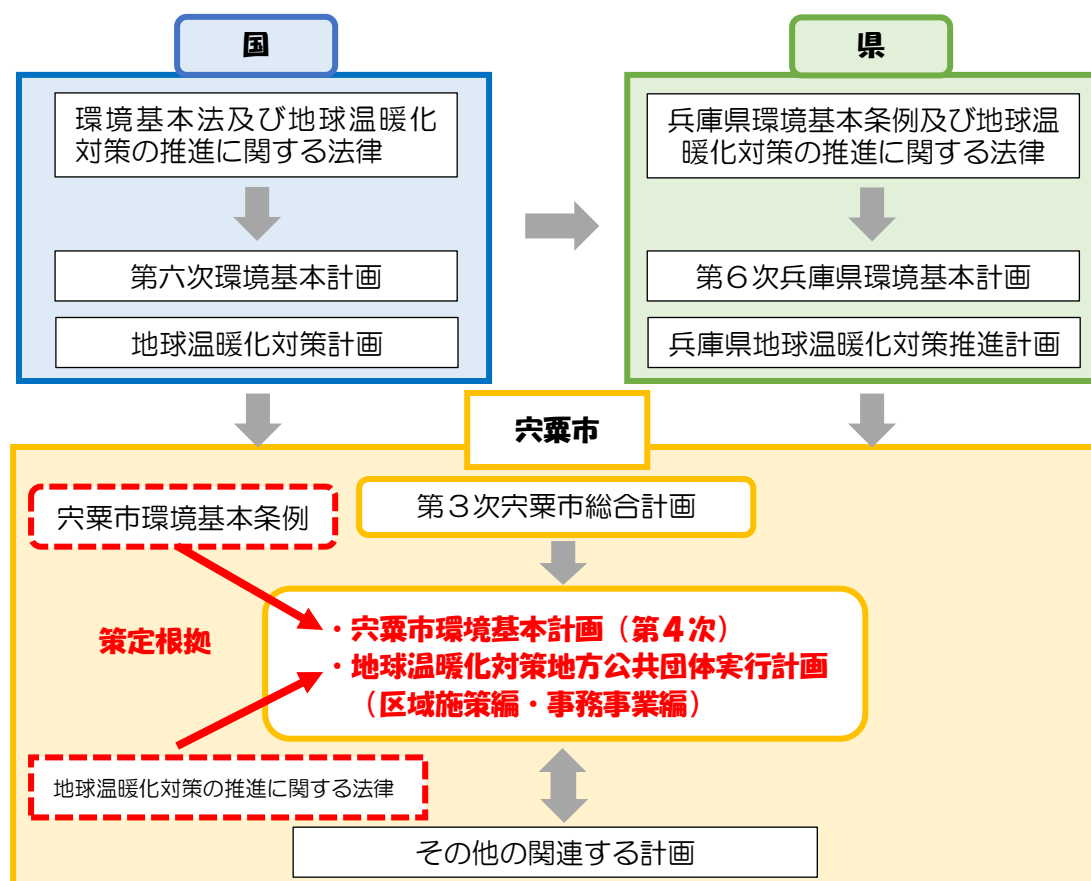 国
環境基本法及び地球温暖化
対策の推進に関する法律
第六次環境基本計画
地球温暖化対策計画
県
兵庫県環境基本条例及び地球温
暖化対策の推進に関する法律
第６次兵庫県環境基本計画
兵庫県地球温暖化対策推進計画
宍粟市
宍粟市環境基本条例
第３次宍粟市総合計画
策定根拠
・宍粟市環境基本計画（第４次）
・地球温暖化対策地方公共団体実行計画
（区域施策編・事務事業編）
地球温暖化対策の推進に関する法律
その他の関連する計画